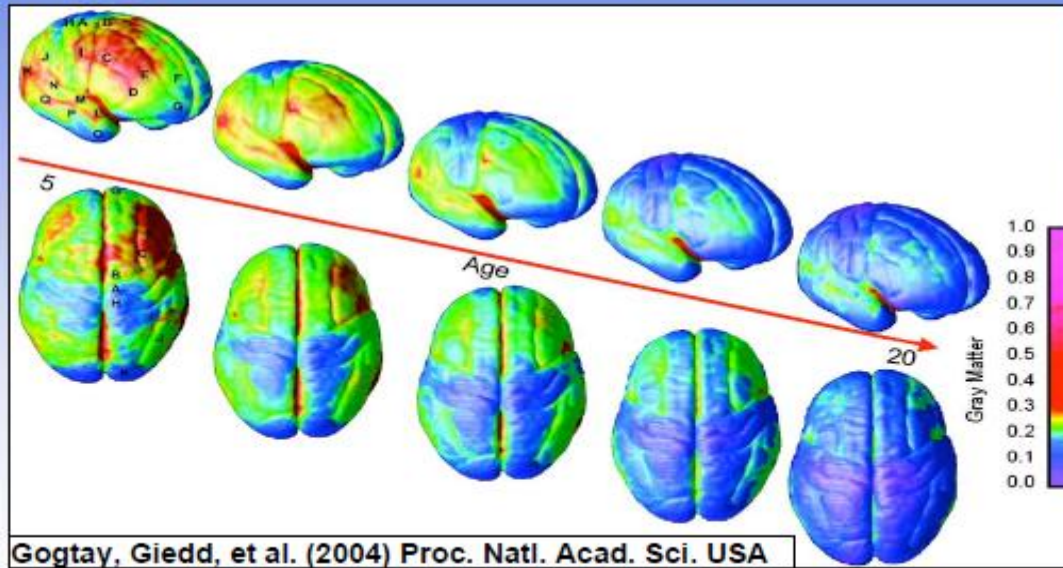 H A B
J I C
K E F
N D
Q M G
P L
O
5
Age
20
G
C
B
A
H
K
1.0
0.9
0.8
0.7
0.6
0.5
0.4
0.3
0.2
0.1
0.0
Gray Matter
Gogtay, Giedd, et al. (2004) Proc. Natl. Acad. Sci. USA